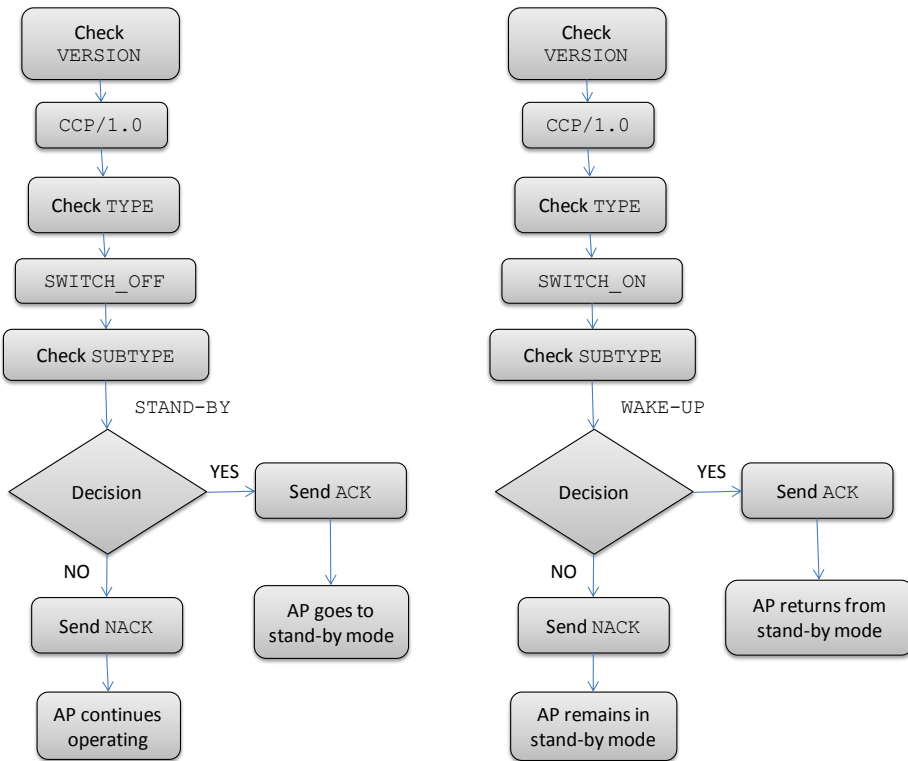 Check
VERSION
CCP/1.0
Check TYPE
SWITCH_OFF
Check SUBTYPE
STAND-BY
Decision
YES
Send ACK
NO
AP goes to
stand-by mode
Send NACK
AP continues
operating
Check
VERSION
CCP/1.0
Check TYPE
SWITCH_ON
Check SUBTYPE
WAKE-UP
Decision
YES
Send ACK
NO
AP returns from
stand-by mode
Send NACK
AP remains in
stand-by mode